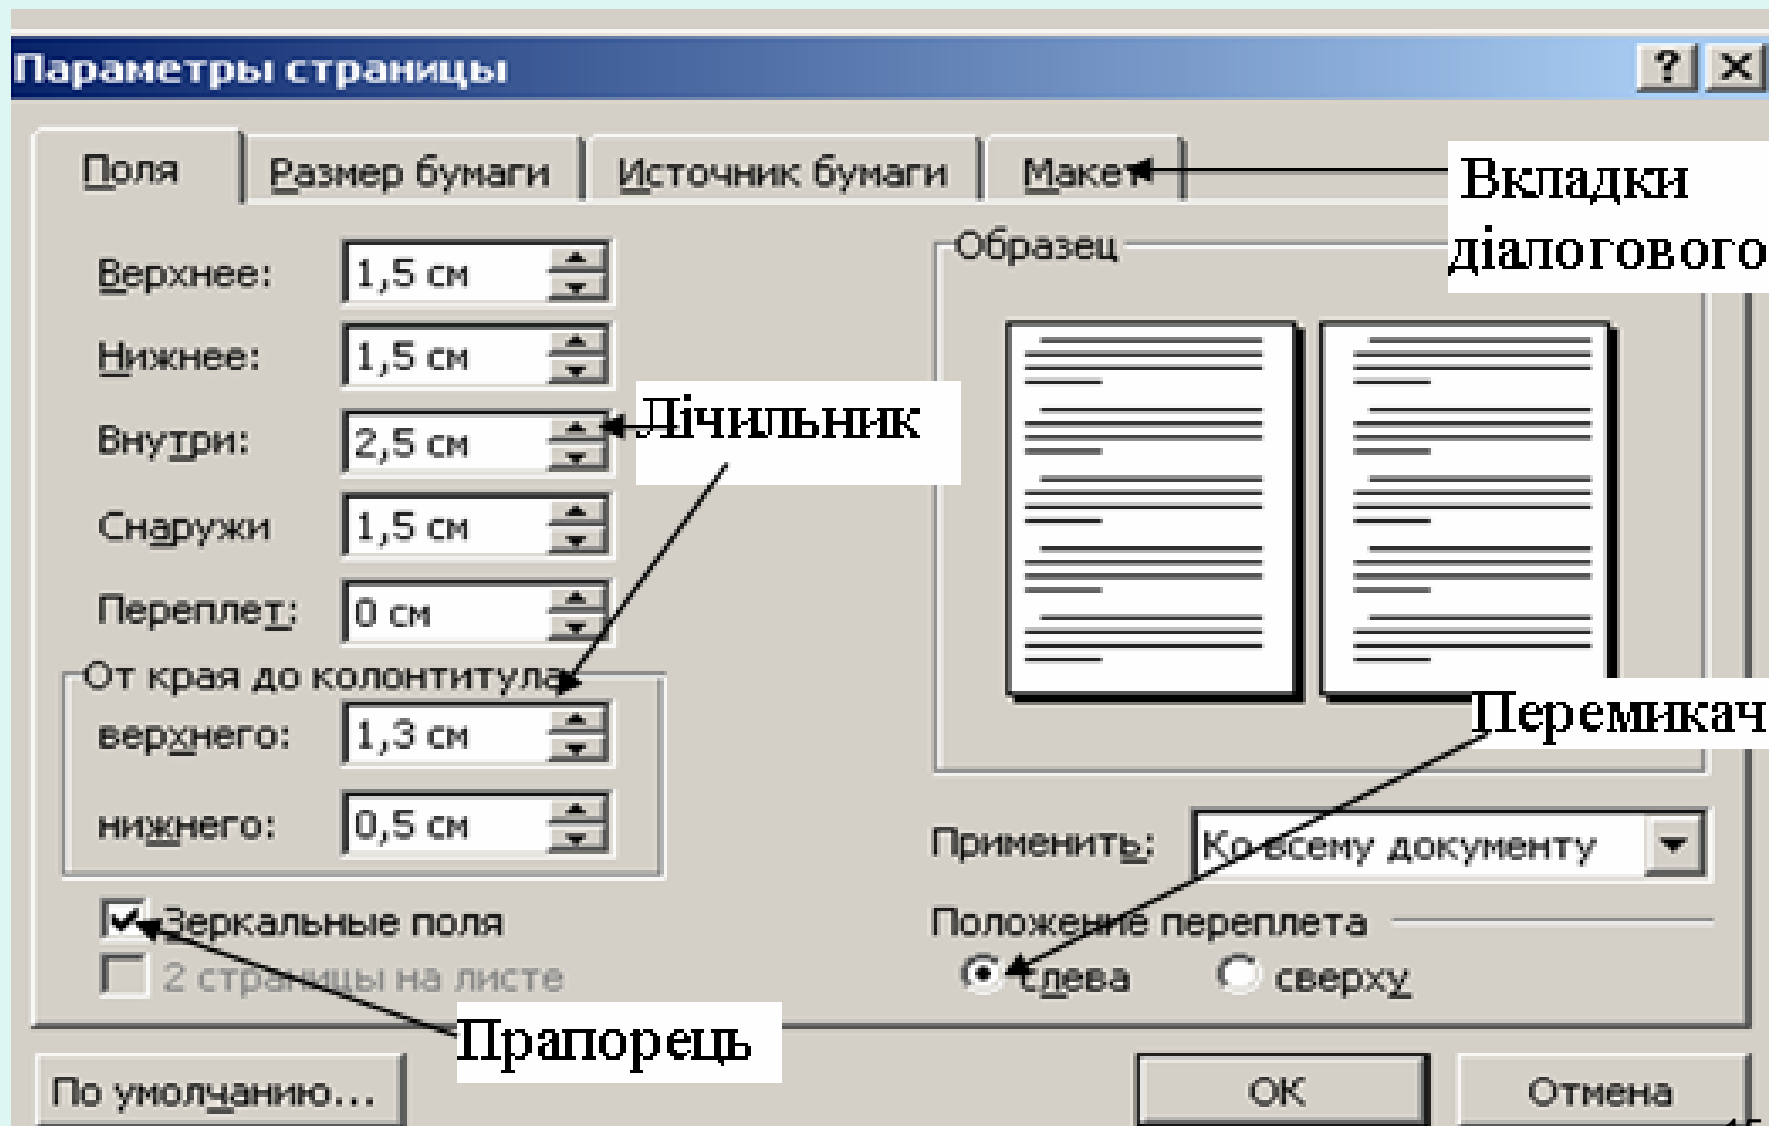 Параметры страницы
Поля Размер бумаги Источник бумаги Макет
Вкладки
діалогового
Верхнее: 1,5 см
Нижнее: 1,5 см
Внутри: 2,5 см
Снаружи 1,5 см
Переплет: 0 см
Лічильник
От края до колонтитула
верхнего: 1,3 см
нижнего: 0,5 см
Зеркальные поля
2 страницы на листе
Прапорець
Образец
Перемикач
Применить: Ко всему документу
Положение переплета
слева сверху
По умолчанию... ОК Отмена